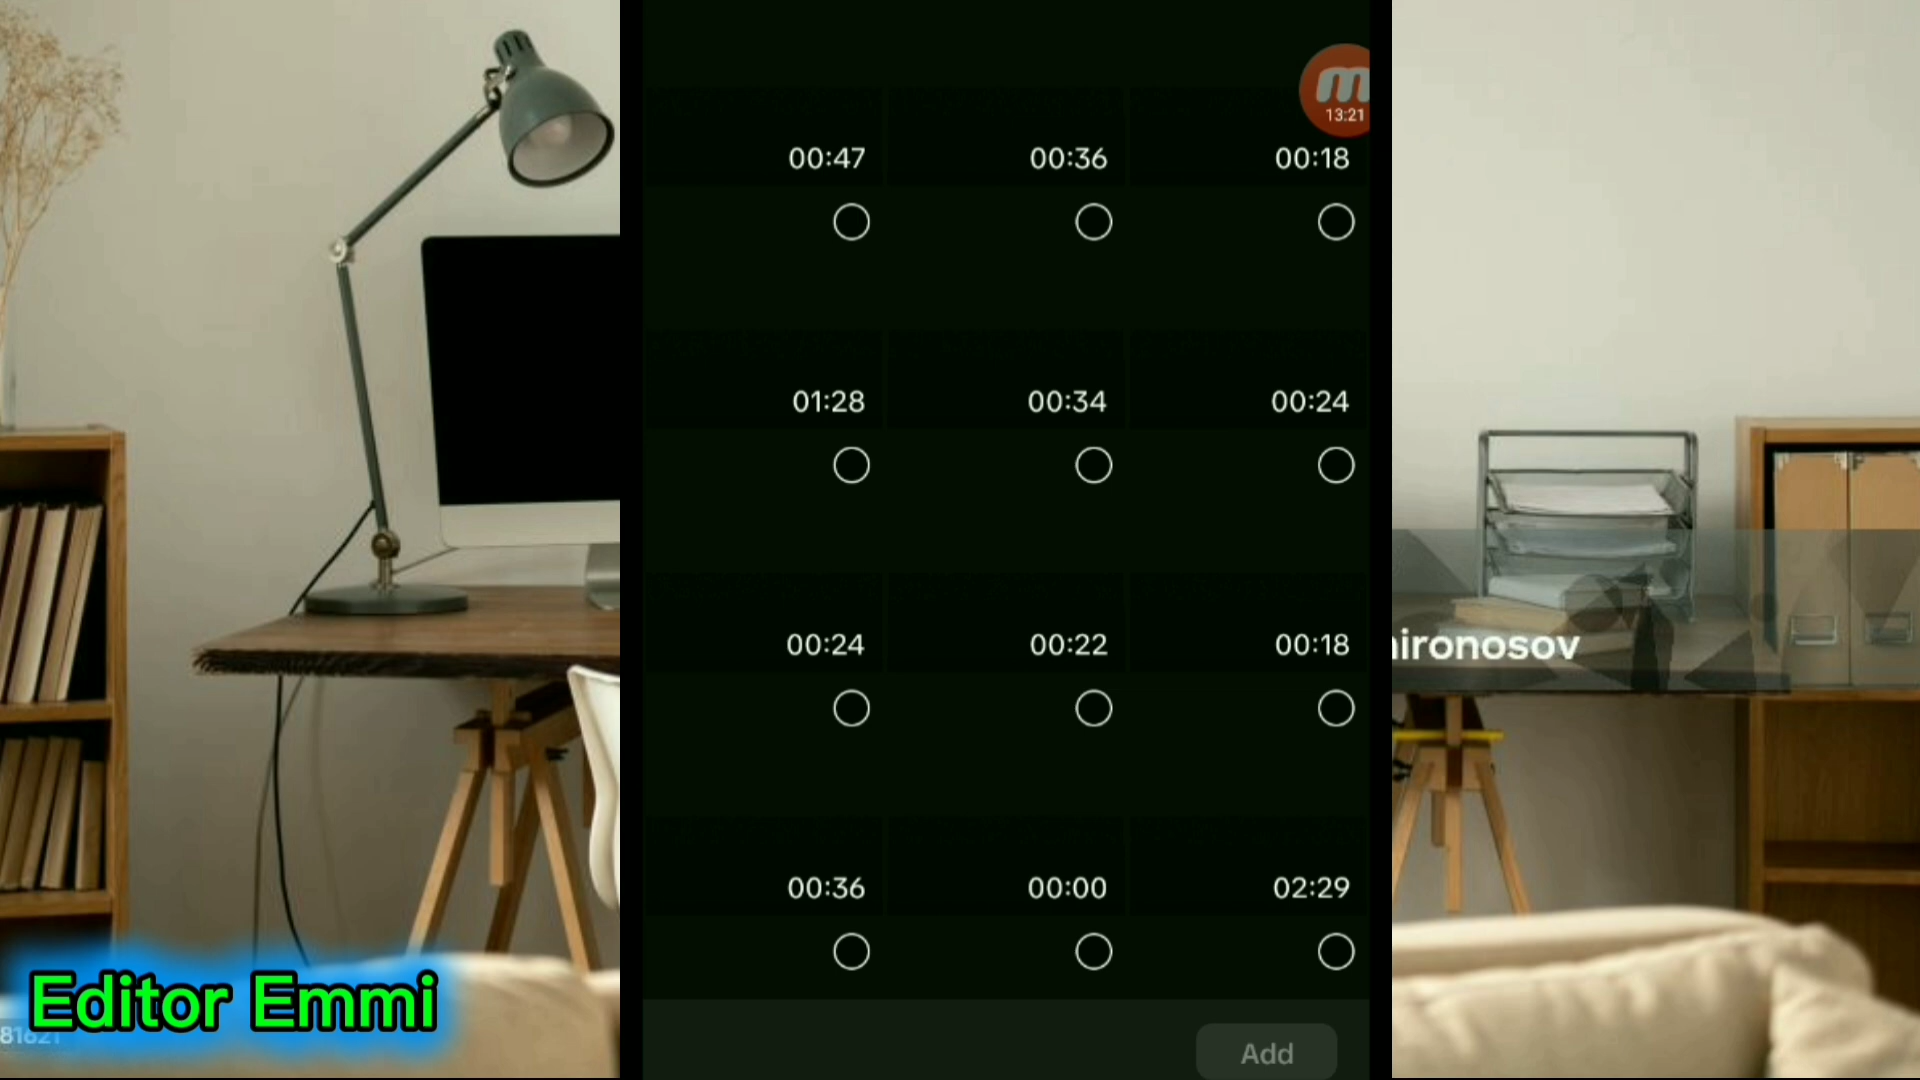 m
13:21
00:47 00:36 00:18
01:28 00:34 00:24
00:24 00:22 00:18
ironosov
00:36 00:00 02:29
Editor Emmi
81621
Add